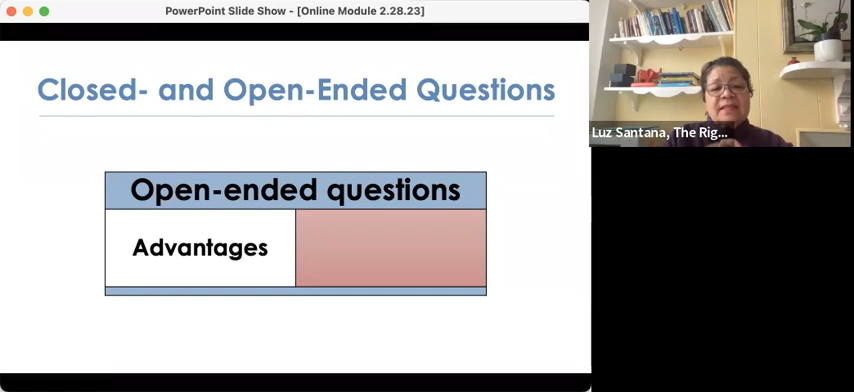 PowerPoint Slide Show - [Online Module 2.28.23]
Closed- and Open-Ended Questions
Open-ended questions
Advantages
Luz Santana, The Rig...